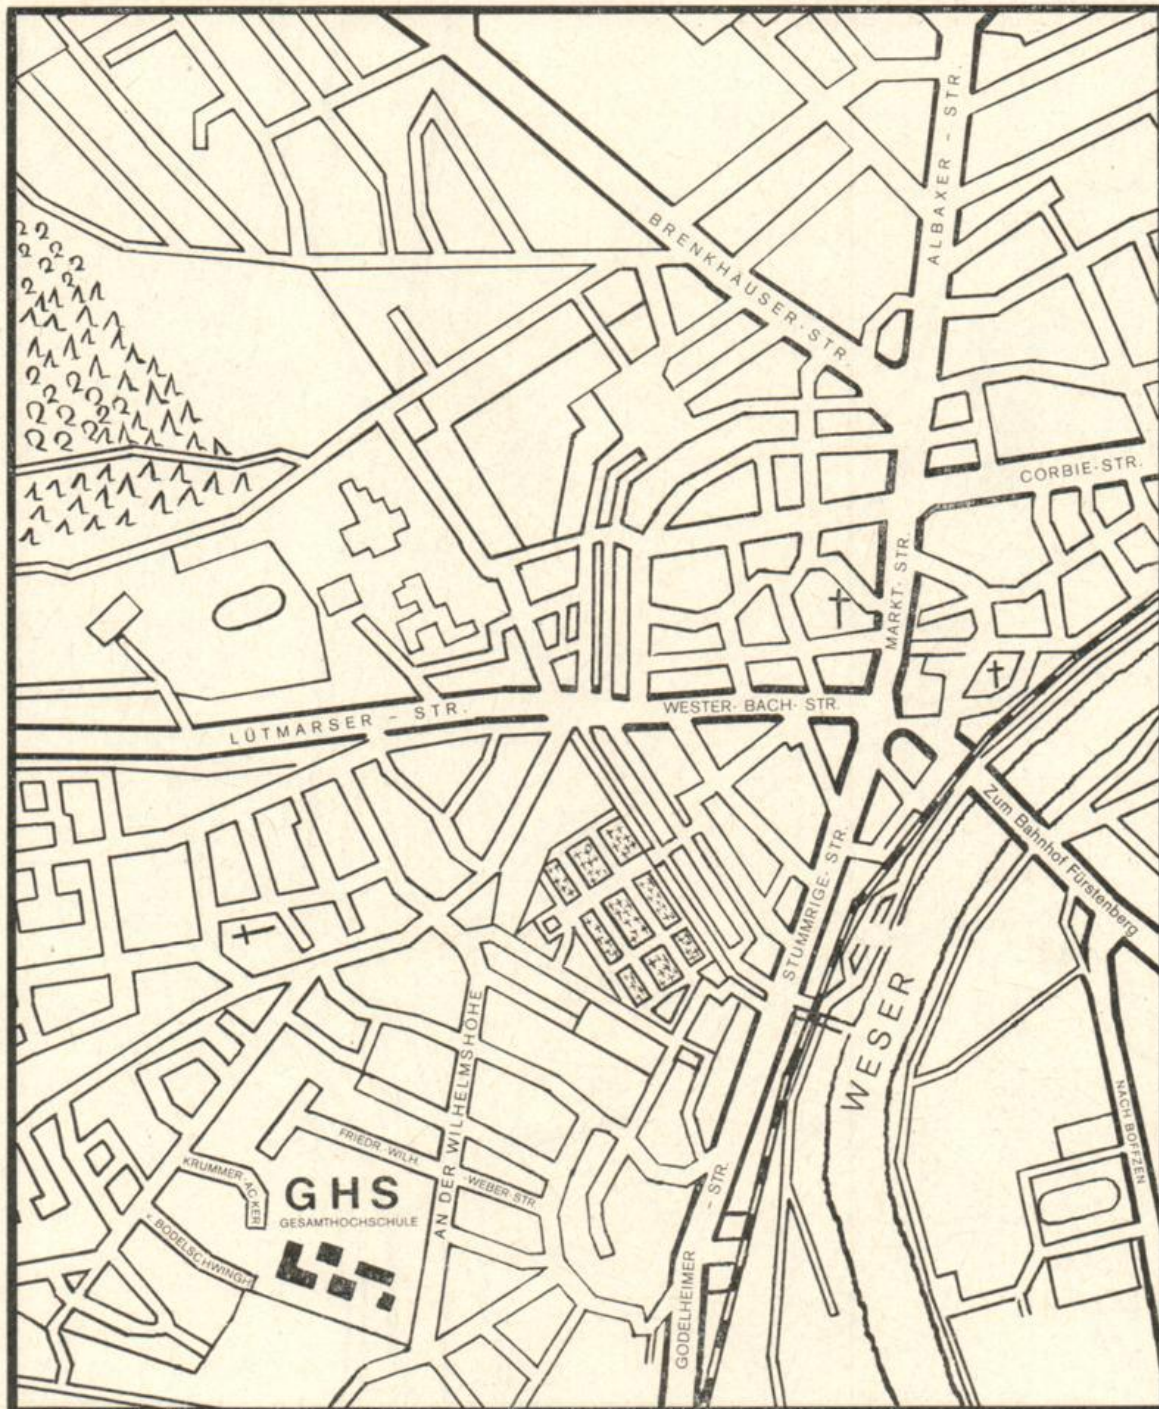 BRENKHAUSER-STR.
ALBAXER - STR.
CORBIE-STR.
MARKT-STR.
WESTER-BACH-STR.
LÜTMARSER - STR.
Zum Bahnhof Fürstenberg
STUMMRIGE-STR.
WESER
AN DER WILHELMSHÖHE
NACH BOFFZEN
FRIEDR.-WILH.
-WEBER-STR.
KRUMMER-ACKER
GHS
GESAMTHOCHSCHULE
v. BODELSCHWINGH
GODELHEIMER
- STR.